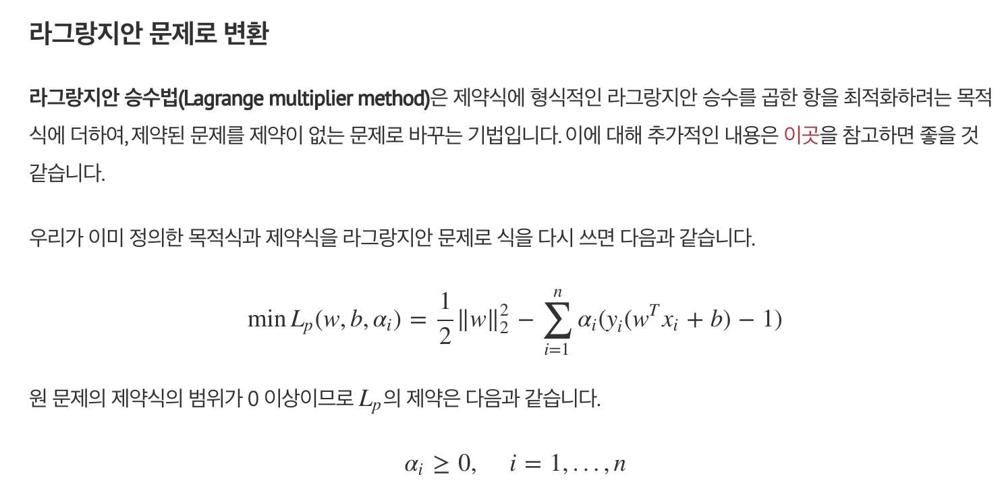 라그랑지안 문제로 변환
라그랑지안 승수법(Lagrange multiplier method)은 제약식에 형식적인 라그랑지안 승수를 곱한 항을 최적화하려는 목적
식에 더하여, 제약된 문제를 제약이 없는 문제로 바꾸는 기법입니다. 이에 대해 추가적인 내용은 이곳을 참고하면 좋을 것
같습니다.
우리가 이미 정의한 목적식과 제약식을 라그랑지안 문제로 식을 다시 쓰면 다음과 같습니다.
min L_p(w, b, α_i) = 1/2 ‖w‖_2^2 − ∑_{i=1}^{n} α_i(y_i(w^T x_i + b) − 1)
원 문제의 제약식의 범위가 0 이상이므로 L_p의 제약은 다음과 같습니다.
α_i ≥ 0, i = 1, . . . , n